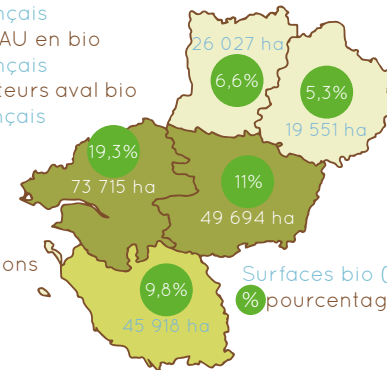 nçais
AU en bio
nçais
teurs aval bio
nçais
26 027 ha
6,6%
5,3%
19 551 ha
19,3%
73 715 ha
11%
49 694 ha
ons
9,8%
45 918 ha
Surfaces bio (
% pourcentag